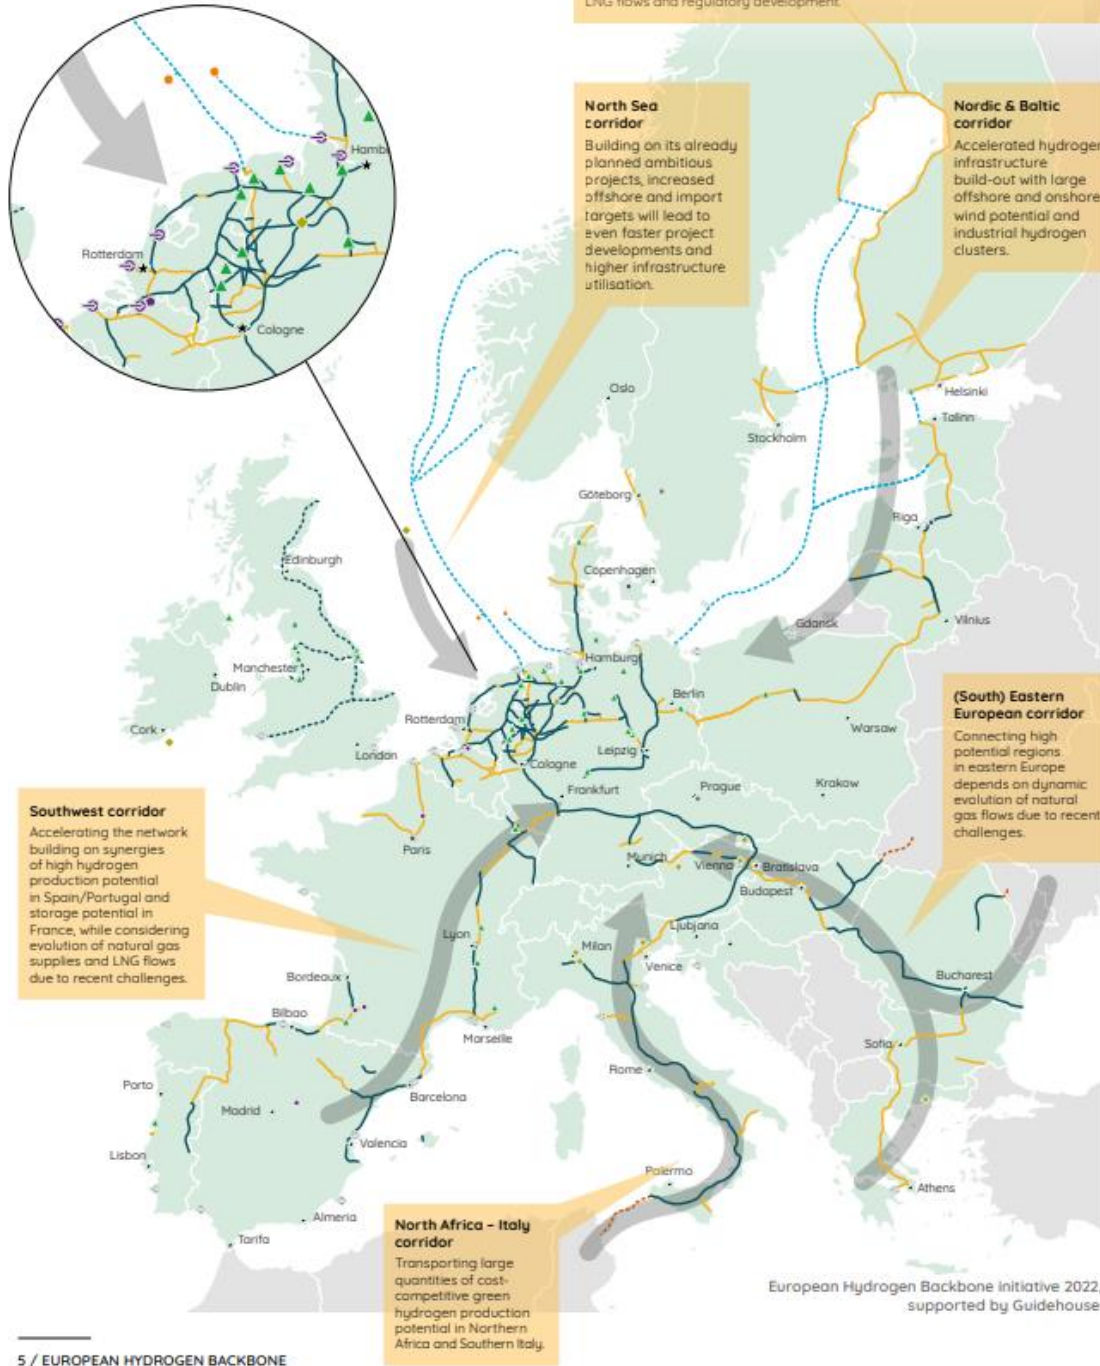 LNG flows and regulatory development.
Hamb
Rotterdam
Cologne
North Sea
corridor
Building on its already
planned ambitious
projects, increased
offshore and import
targets will lead to
even faster project
developments and
higher infrastructure
utilisation.
Nordic & Baltic
corridor
Accelerated hydrogen
infrastructure
build-out with large
offshore and onshore
wind potential and
industrial hydrogen
clusters.
Oslo
Helsinki
Tallinn
Stockholm
Göteborg
Riga
Edinburgh
Copenhagen
Gdansk
Vilnius
Manchester
Dublin
Hamburg
Berlin
Cork
Rotterdam
London
Warsaw
Leipzig
Cologne
Frankfurt
Prague
Krakow
(South) Eastern
European corridor
Connecting high
potential regions
in eastern Europe
depends on dynamic
evolution of natural
gas flows due to recent
challenges.
Southwest corridor
Accelerating the network
building on synergies
of high hydrogen
production potential
in Spain/Portugal and
storage potential in
France, while considering
evolution of natural gas
supplies and LNG flows
due to recent challenges.
Paris
Munich
Vienna
Bratislava
Budapest
Lyon
Ljubjana
Milan
Venice
Bordeaux
Bucharest
Bilbao
Marseille
Sofia
Rome
Porto
Madrid
Barcelona
Valencia
Lisbon
Palermo
Athens
Almeria
Tarifa
North Africa – Italy
corridor
Transporting large
quantities of cost-
competitive green
hydrogen production
potential in Northern
Africa and Southern Italy.
European Hydrogen Backbone initiative 2022,
supported by Guidehouse
5 / EUROPEAN HYDROGEN BACKBONE